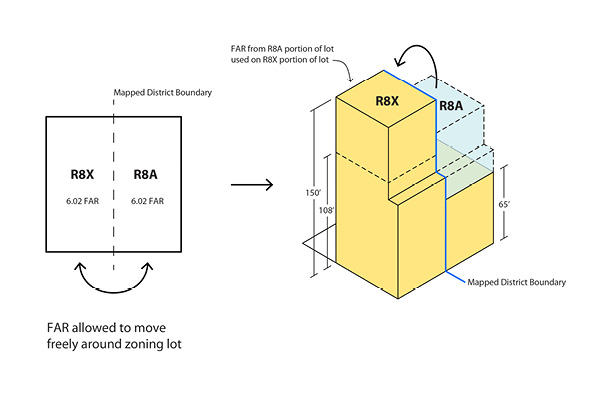 Mapped District Boundary
R8X
R8A
6.02 FAR
6.02 FAR
FAR allowed to move
freely around zoning lot
FAR from R8A portion of lot
used on R8X portion of lot
R8X
R8A
150'
108'
65'
Mapped District Boundary